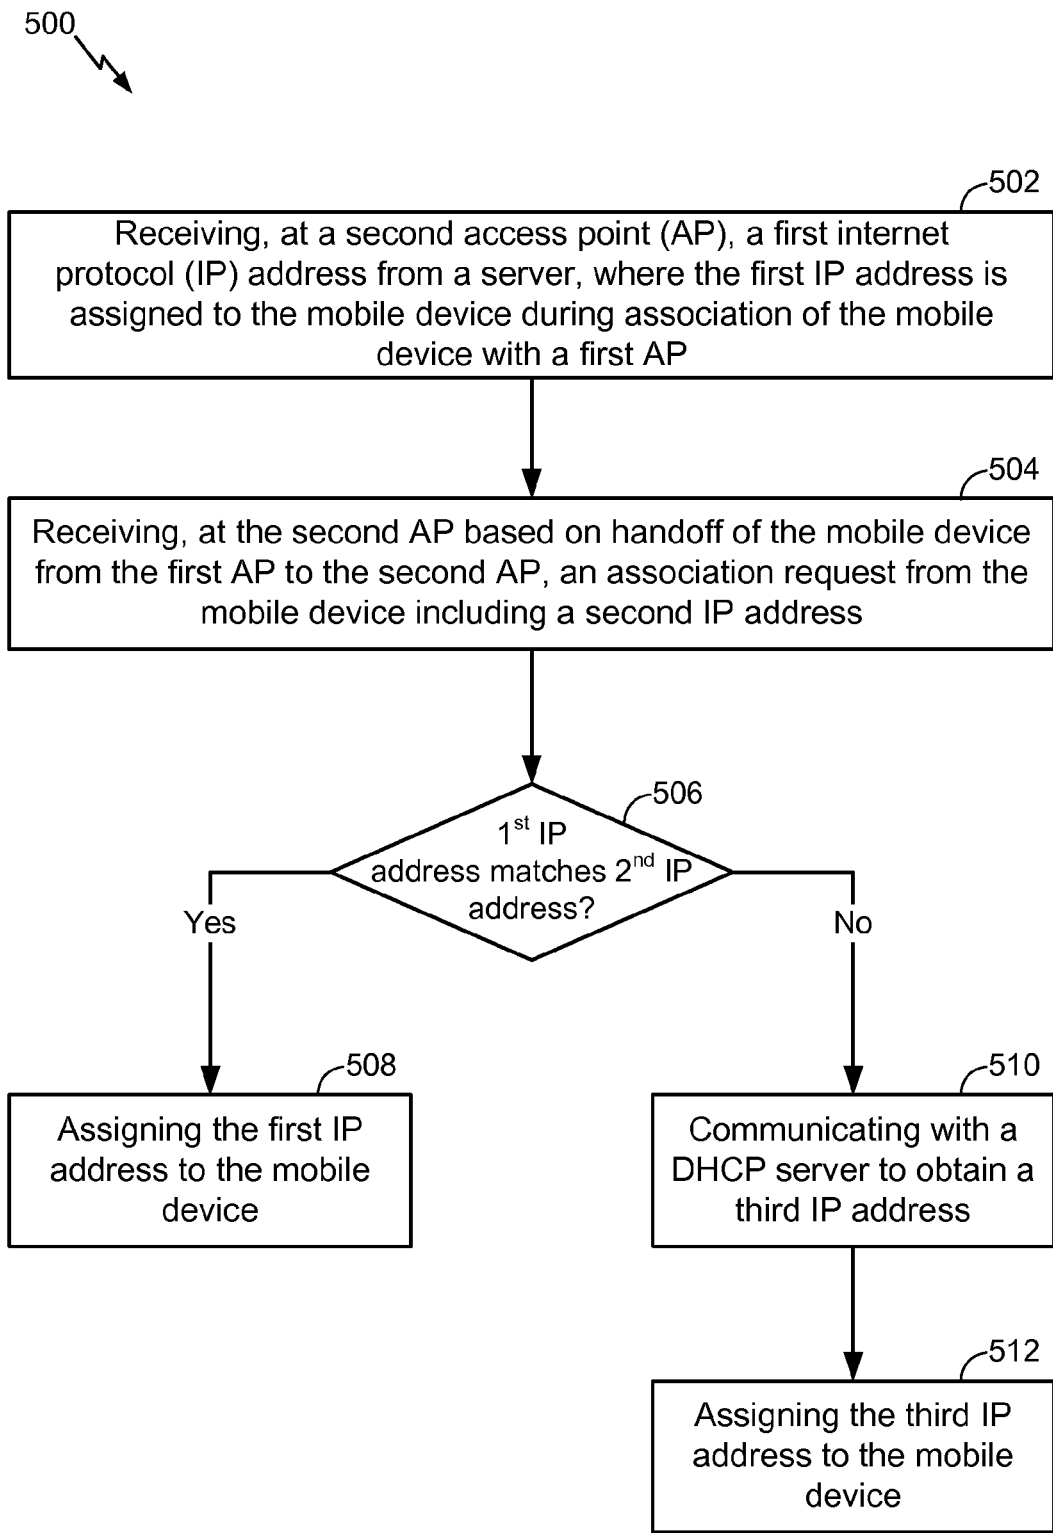 500
502
Receiving, at a second access point (AP), a first internet
protocol (IP) address from a server, where the first IP address is
assigned to the mobile device during association of the mobile
device with a first AP
504
Receiving, at the second AP based on handoff of the mobile device
from the first AP to the second AP, an association request from the
mobile device including a second IP address
506
1st IP
address matches 2nd IP
address?
Yes
No
508
Assigning the first IP
address to the mobile
device
510
Communicating with a
DHCP server to obtain a
third IP address
512
Assigning the third IP
address to the mobile
device